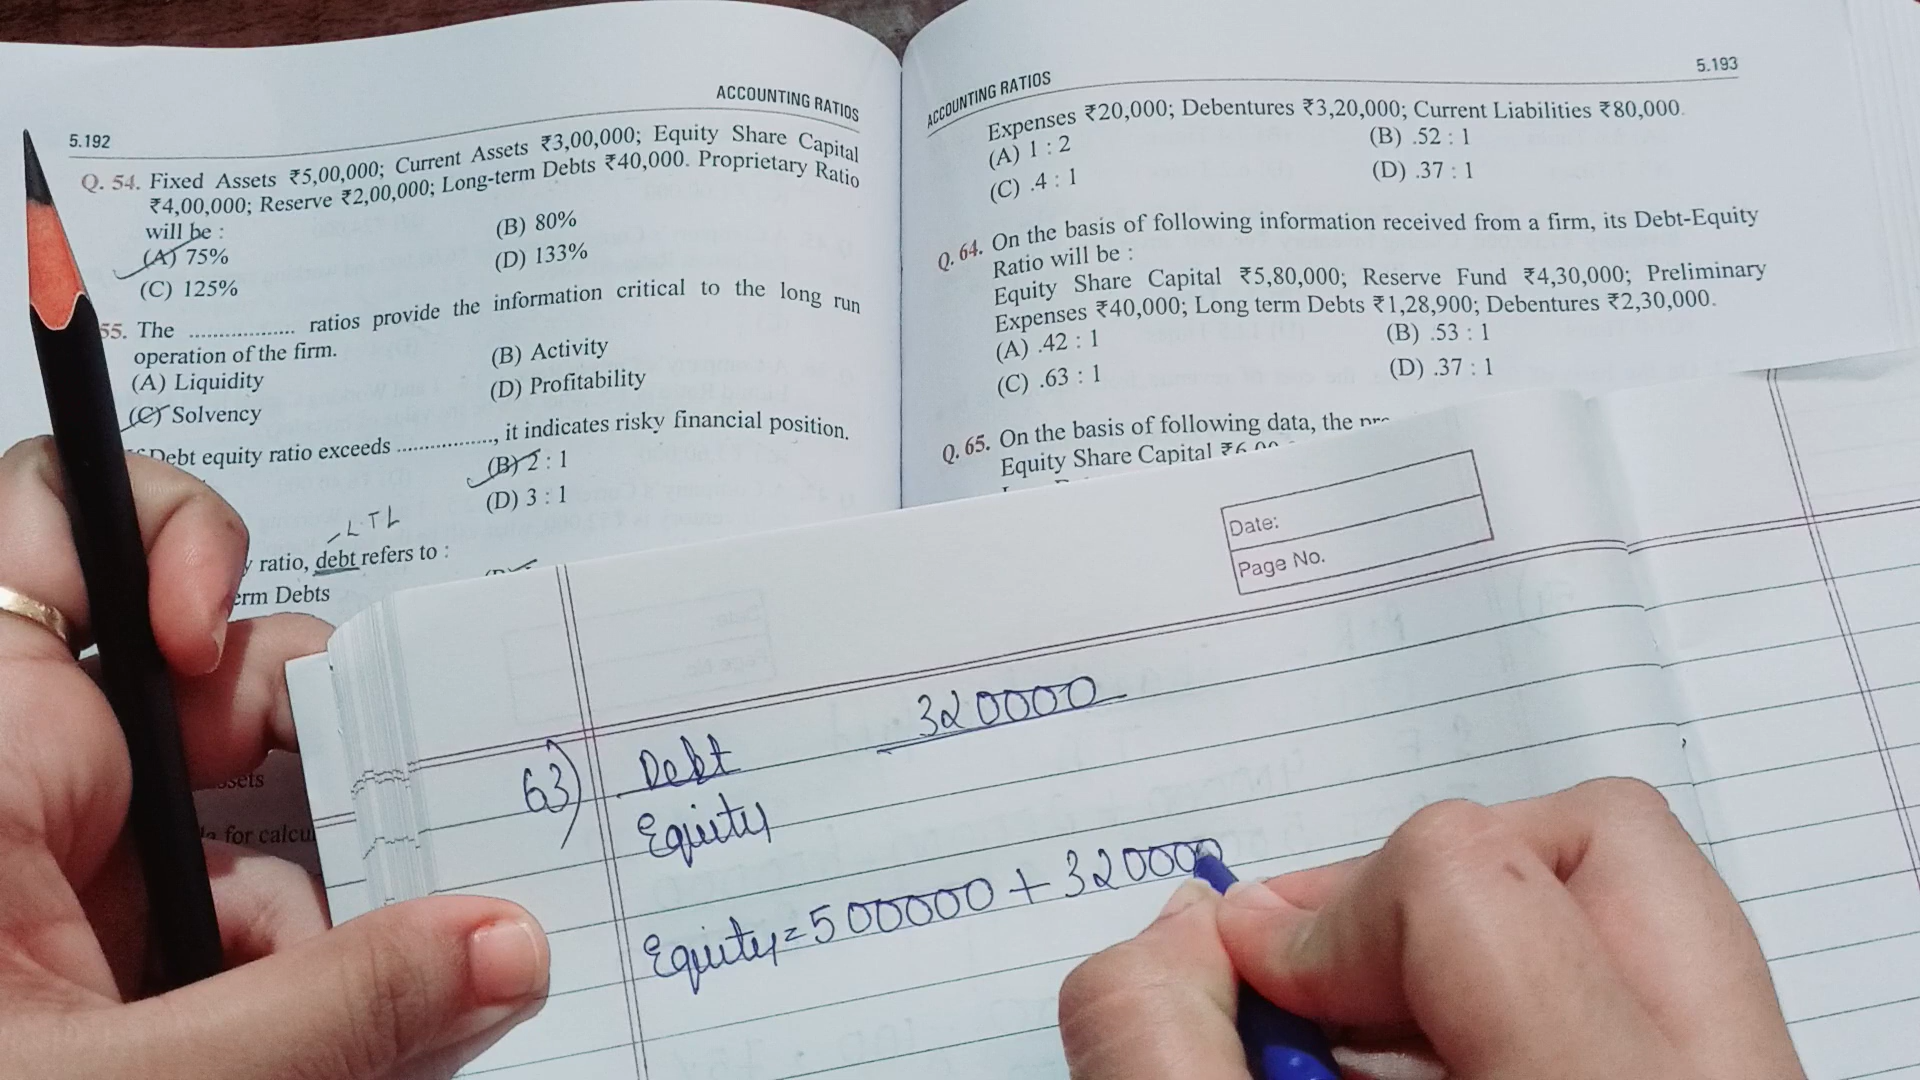 5.192
ACCOUNTING RATIOS
Q. 54. Fixed Assets ₹5,00,000; Current Assets ₹3,00,000; Equity Share Capital
₹4,00,000; Reserve ₹2,00,000; Long-term Debts ₹40,000. Proprietary Ratio
will be :
(A) 75%
(B) 80%
(C) 125%
(D) 133%
55. The .................. ratios provide the information critical to the long run
operation of the firm.
(A) Liquidity
(B) Activity
(C) Solvency
(D) Profitability
Debt equity ratio exceeds ................, it indicates risky financial position.
(B) 2 : 1
(D) 3 : 1
LTL
ratio, debt refers to :
Debts
for
ACCOUNTING RATIOS
5.193
Expenses ₹20,000; Debentures ₹3,20,000; Current Liabilities ₹80,000.
(A) 1 : 2
(B) .52 : 1
(C) .4 : 1
(D) .37 : 1
Q. 64. On the basis of following information received from a firm, its Debt-Equity
Ratio will be :
Equity Share Capital ₹5,80,000; Reserve Fund ₹4,30,000; Preliminary
Expenses ₹40,000; Long term Debts ₹1,28,900; Debentures ₹2,30,000.
(A) .42 : 1
(B) .53 : 1
(C) .63 : 1
(D) .37 : 1
Q. 65. On the basis of following data, the
Equity Share Capital
Date:
Page No.
63) Debt 320000
Equity
Equity = 500000 + 320000